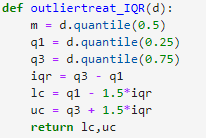 def outliertreat_IQR(d):
    m = d.quantile(0.5)
    q1 = d.quantile(0.25)
    q3 = d.quantile(0.75)
    iqr = q3 - q1
    lc = q1 - 1.5*iqr
    uc = q3 + 1.5*iqr
    return lc,uc